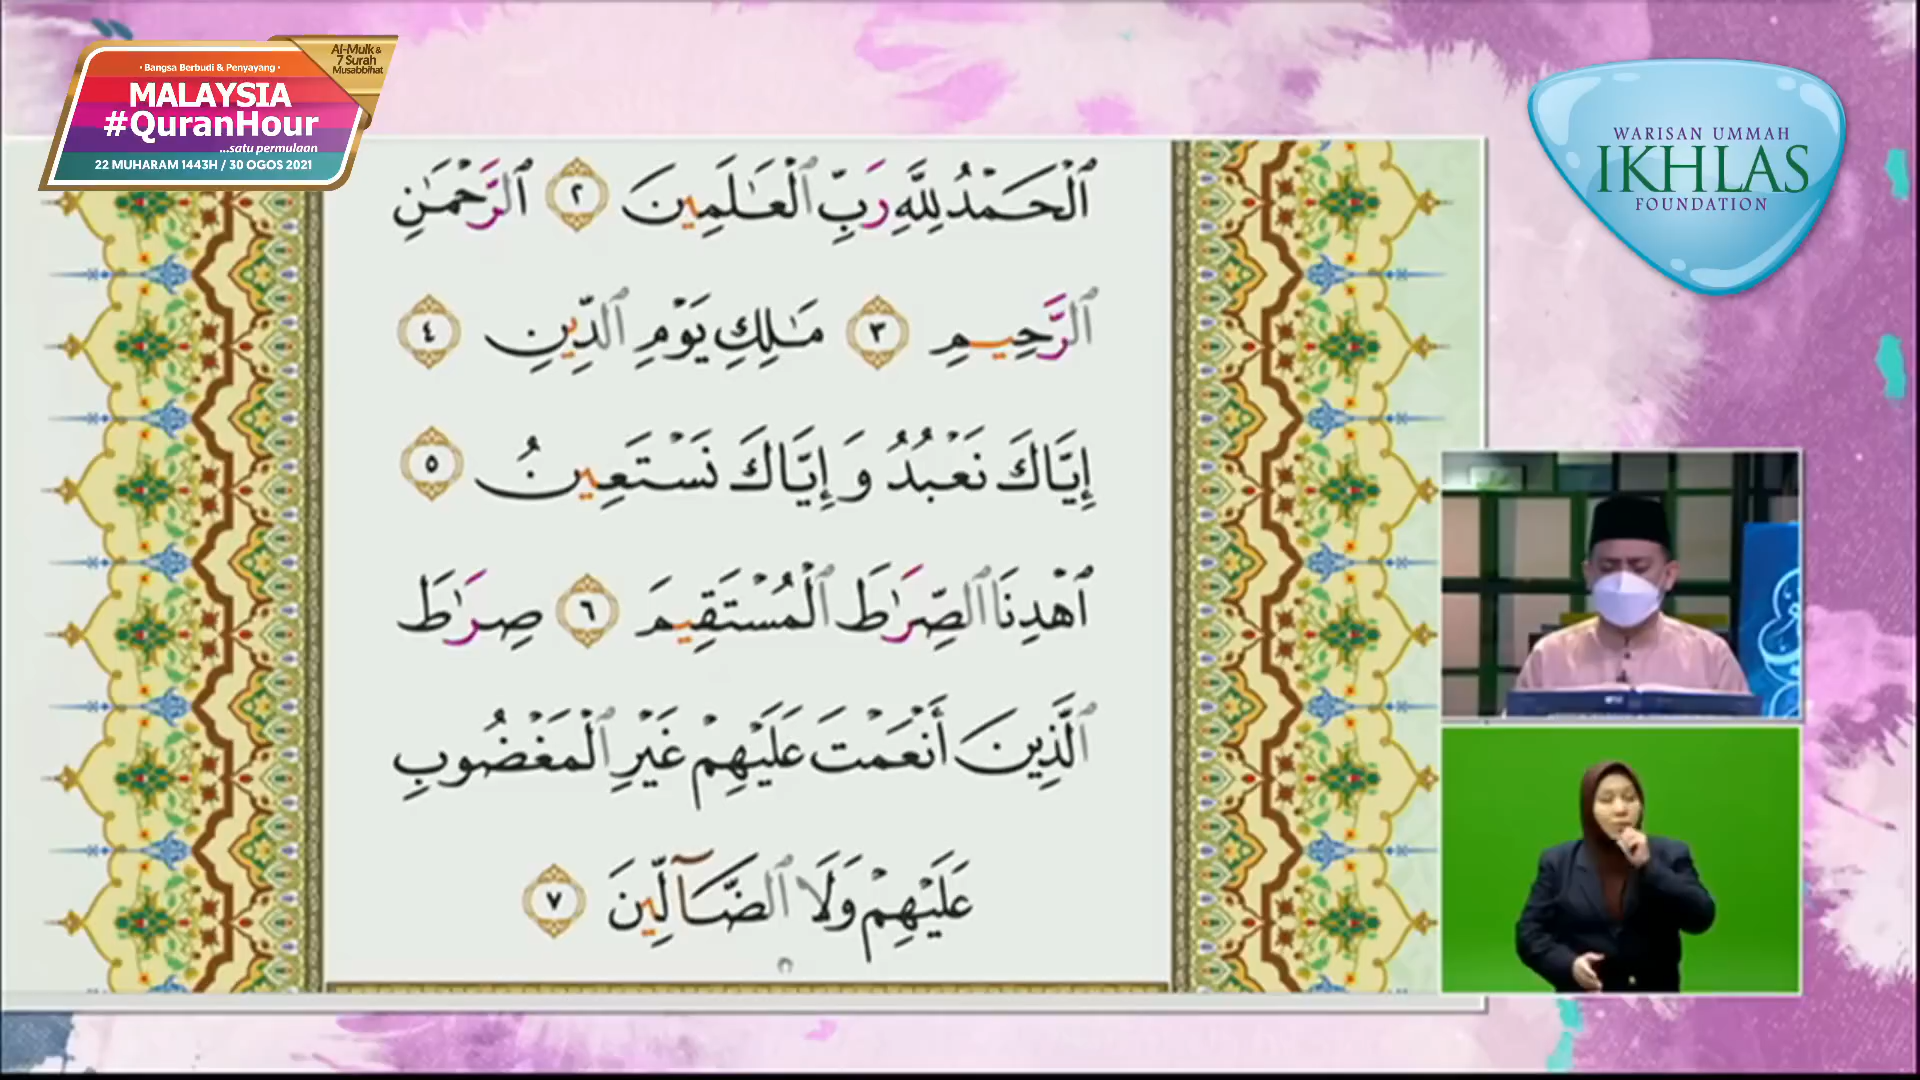 Al-Mulk &
7 Surah
Musabbihat
• Bangsa Berbudi & Penyayang •
MALAYSIA
#QuranHour
...satu permulaan
22 MUHARAM 1443H / 30 OGOS 2021
WARISAN UMMAH
IKHLAS
FOUNDATION
ٱلۡحَمۡدُ لِلَّهِ رَبِّ ٱلۡعَـٰلَمِينَ ٢ ٱلرَّحۡمَـٰنِ
ٱلرَّحِيمِ ٣ مَـٰلِكِ يَوۡمِ ٱلدِّينِ ٤
إِيَّاكَ نَعۡبُدُ وَإِيَّاكَ نَسۡتَعِينُ ٥
ٱهۡدِنَا ٱلصِّرَٰطَ ٱلۡمُسۡتَقِيمَ ٦ صِرَٰطَ
ٱلَّذِينَ أَنۡعَمۡتَ عَلَيۡهِمۡ غَيۡرِ ٱلۡمَغۡضُوبِ
عَلَيۡهِمۡ وَلَا ٱلضَّآلِّينَ ٧